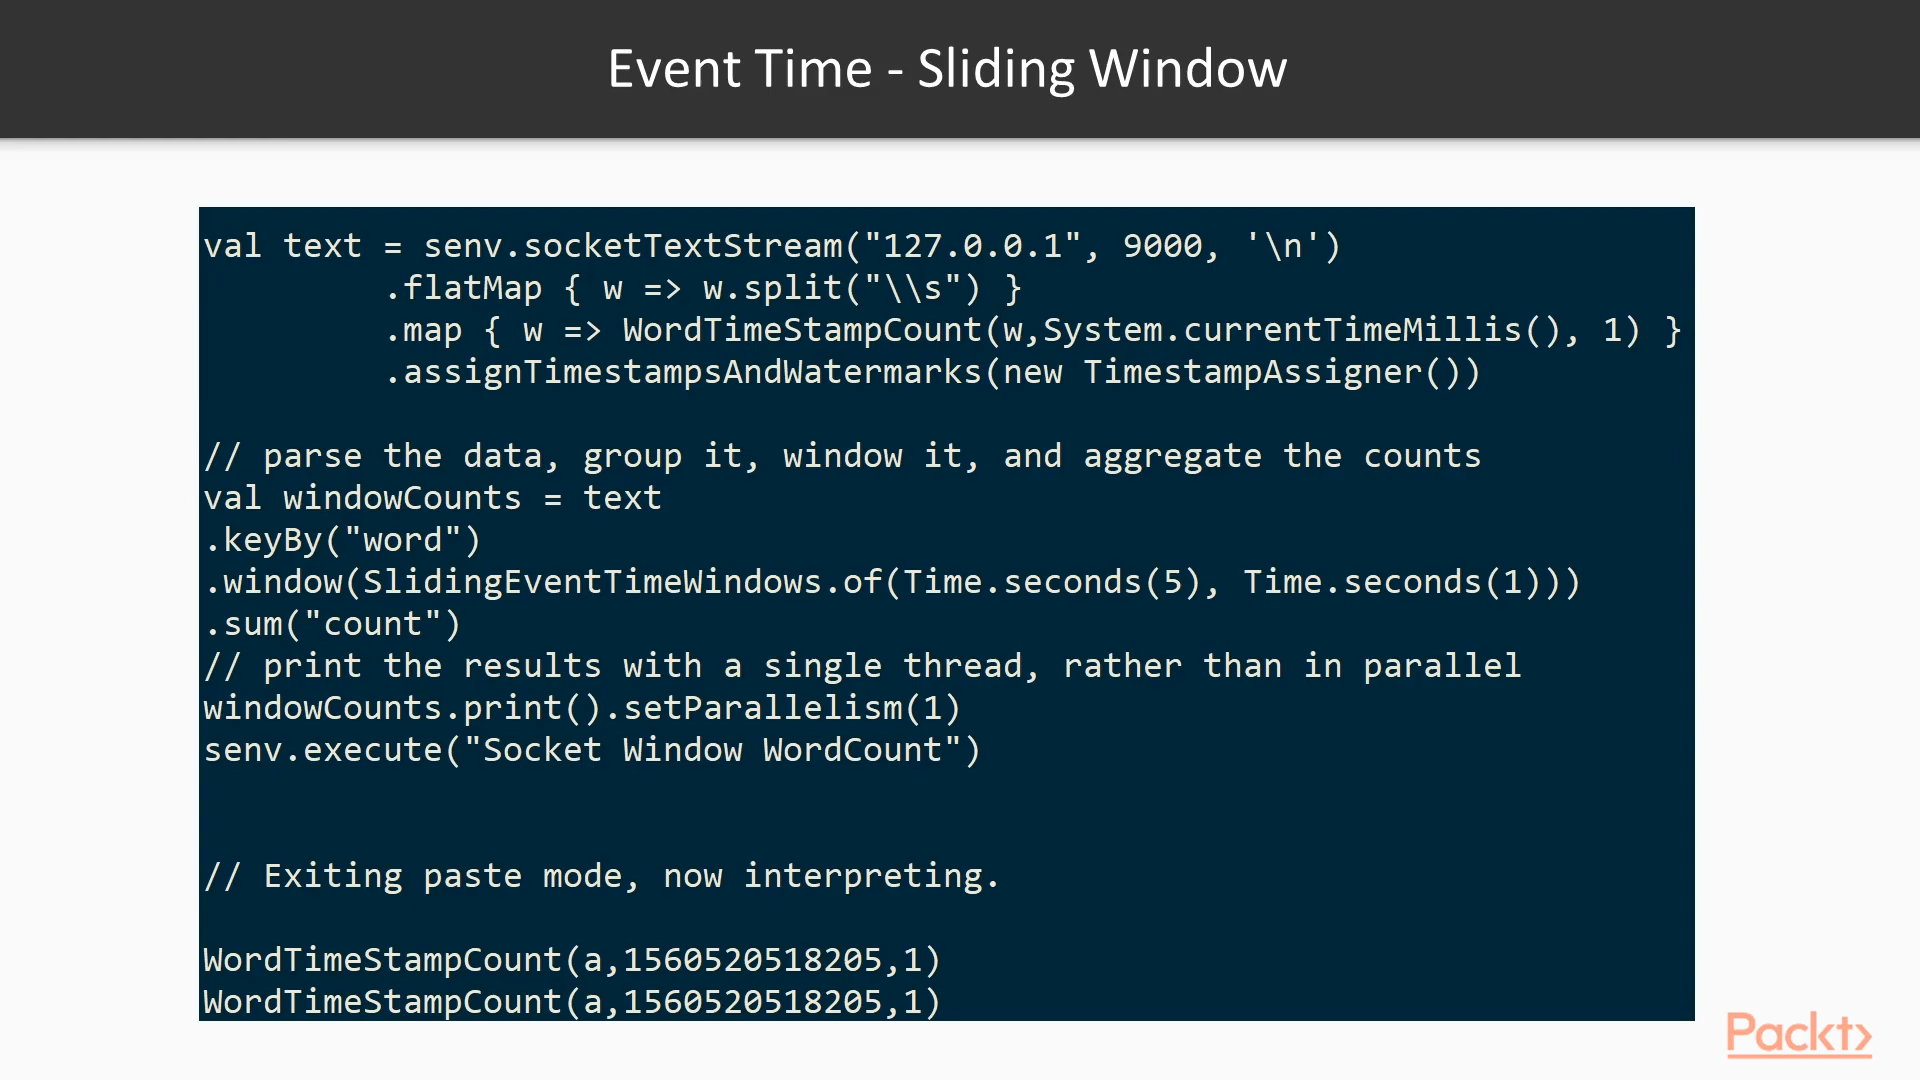 Event Time - Sliding Window
val text = senv.socketTextStream("127.0.0.1", 9000, '\n')
.flatMap { w => w.split("\\s") }
.map { w => WordTimeStampCount(w,System.currentTimeMillis(), 1) }
.assignTimestampsAndWatermarks(new TimestampAssigner())
// parse the data, group it, window it, and aggregate the counts
val windowCounts = text
.keyBy("word")
.window(SlidingEventTimeWindows.of(Time.seconds(5), Time.seconds(1)))
.sum("count")
// print the results with a single thread, rather than in parallel
windowCounts.print().setParallelism(1)
senv.execute("Socket Window WordCount")
// Exiting paste mode, now interpreting.
WordTimeStampCount(a,1560520518205,1)
WordTimeStampCount(a,1560520518205,1)
Packt>